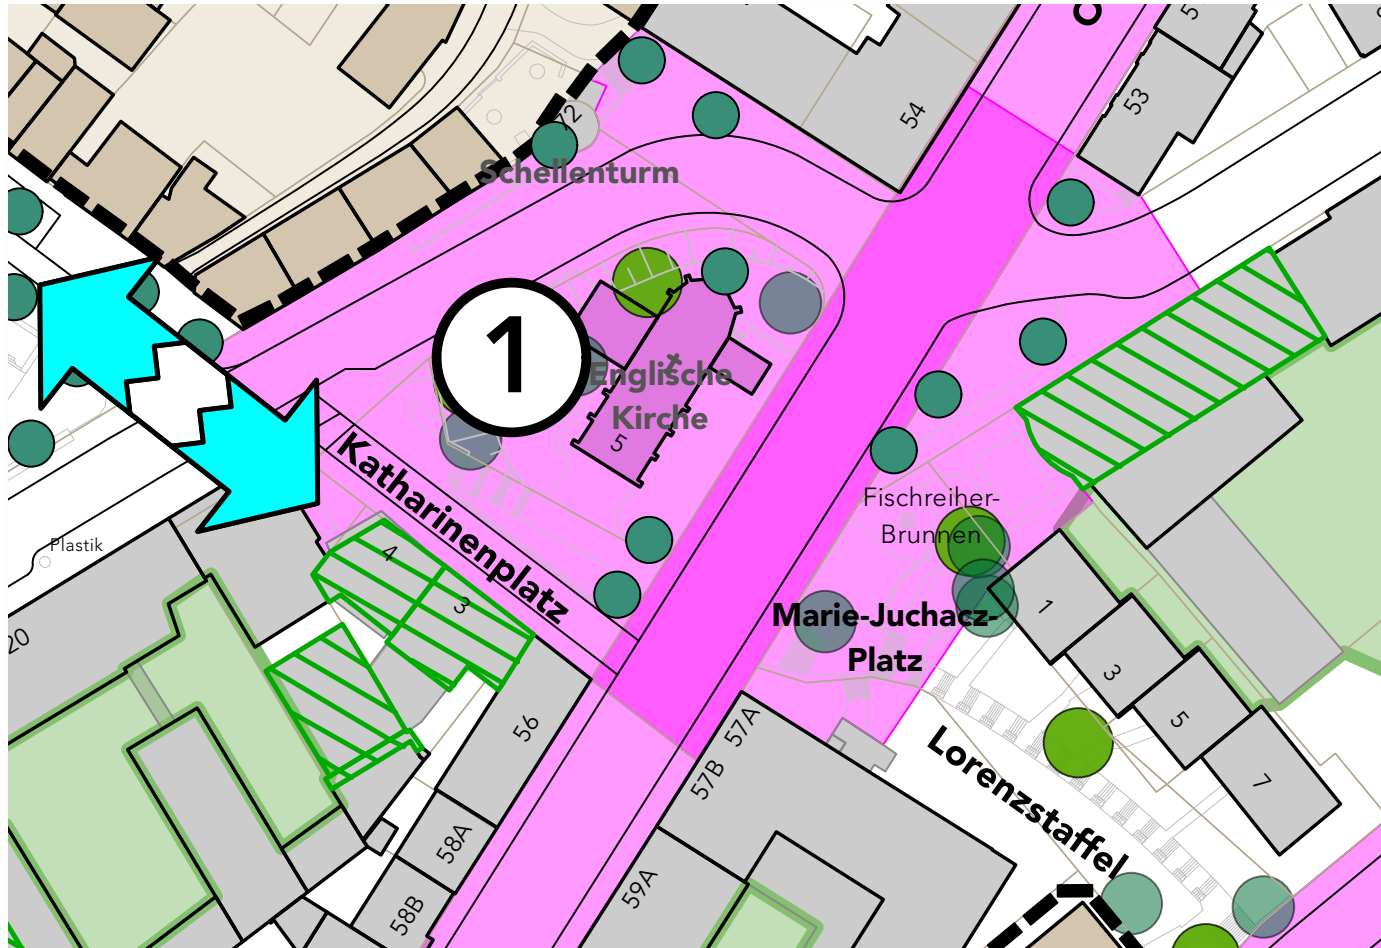 54
53
72
Schellenturm
1
Englische
Kirche
5
Katharinenplatz
Fischreiher-
Brunnen
Plastik
4
3
1
Marie-Juchacz-
Platz
3
5
7
20
56
57A
57B
Lorenzstaffel
58A
58B
59A